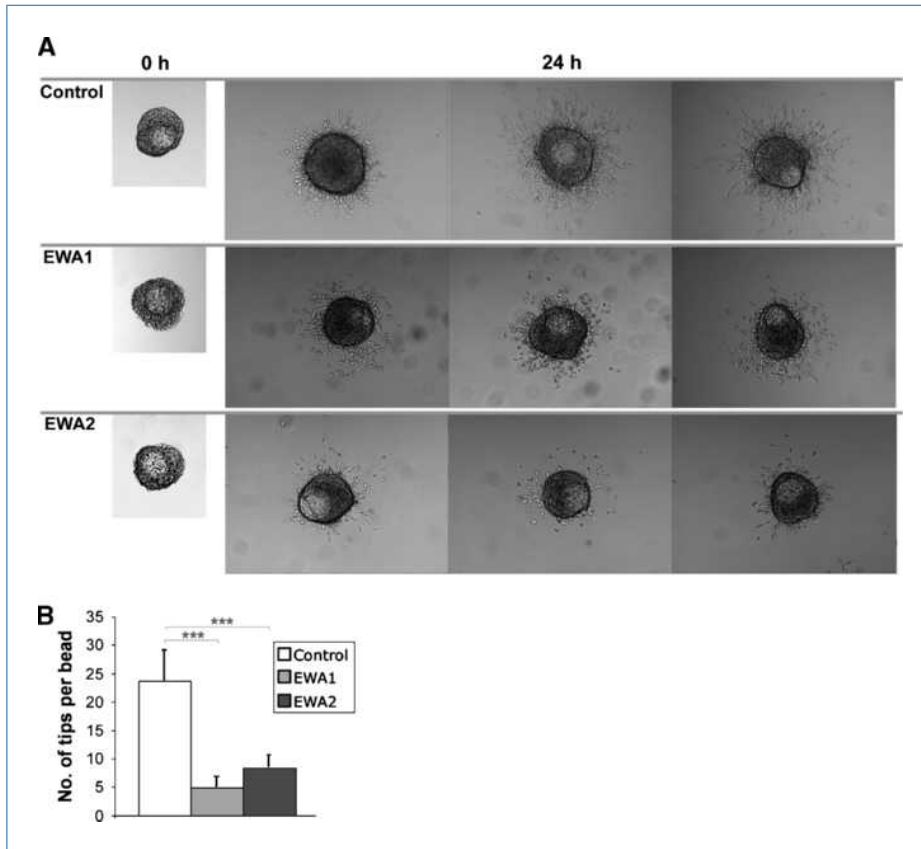 A
0 h 24 h
Control
EWA1
EWA2
B
No. of tips per bead
35
30
25
20
15
10
5
0
*** 
***
Control
EWA1
EWA2